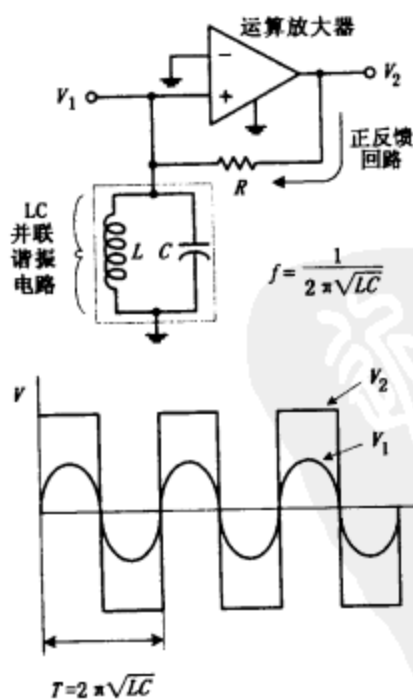 运算放大器
V₁
V₂
−
+
正反馈
回路
R
LC
并联
谐振
电路
L
C
f=1/(2π√LC)
V
V₂
V₁
T=2π√LC